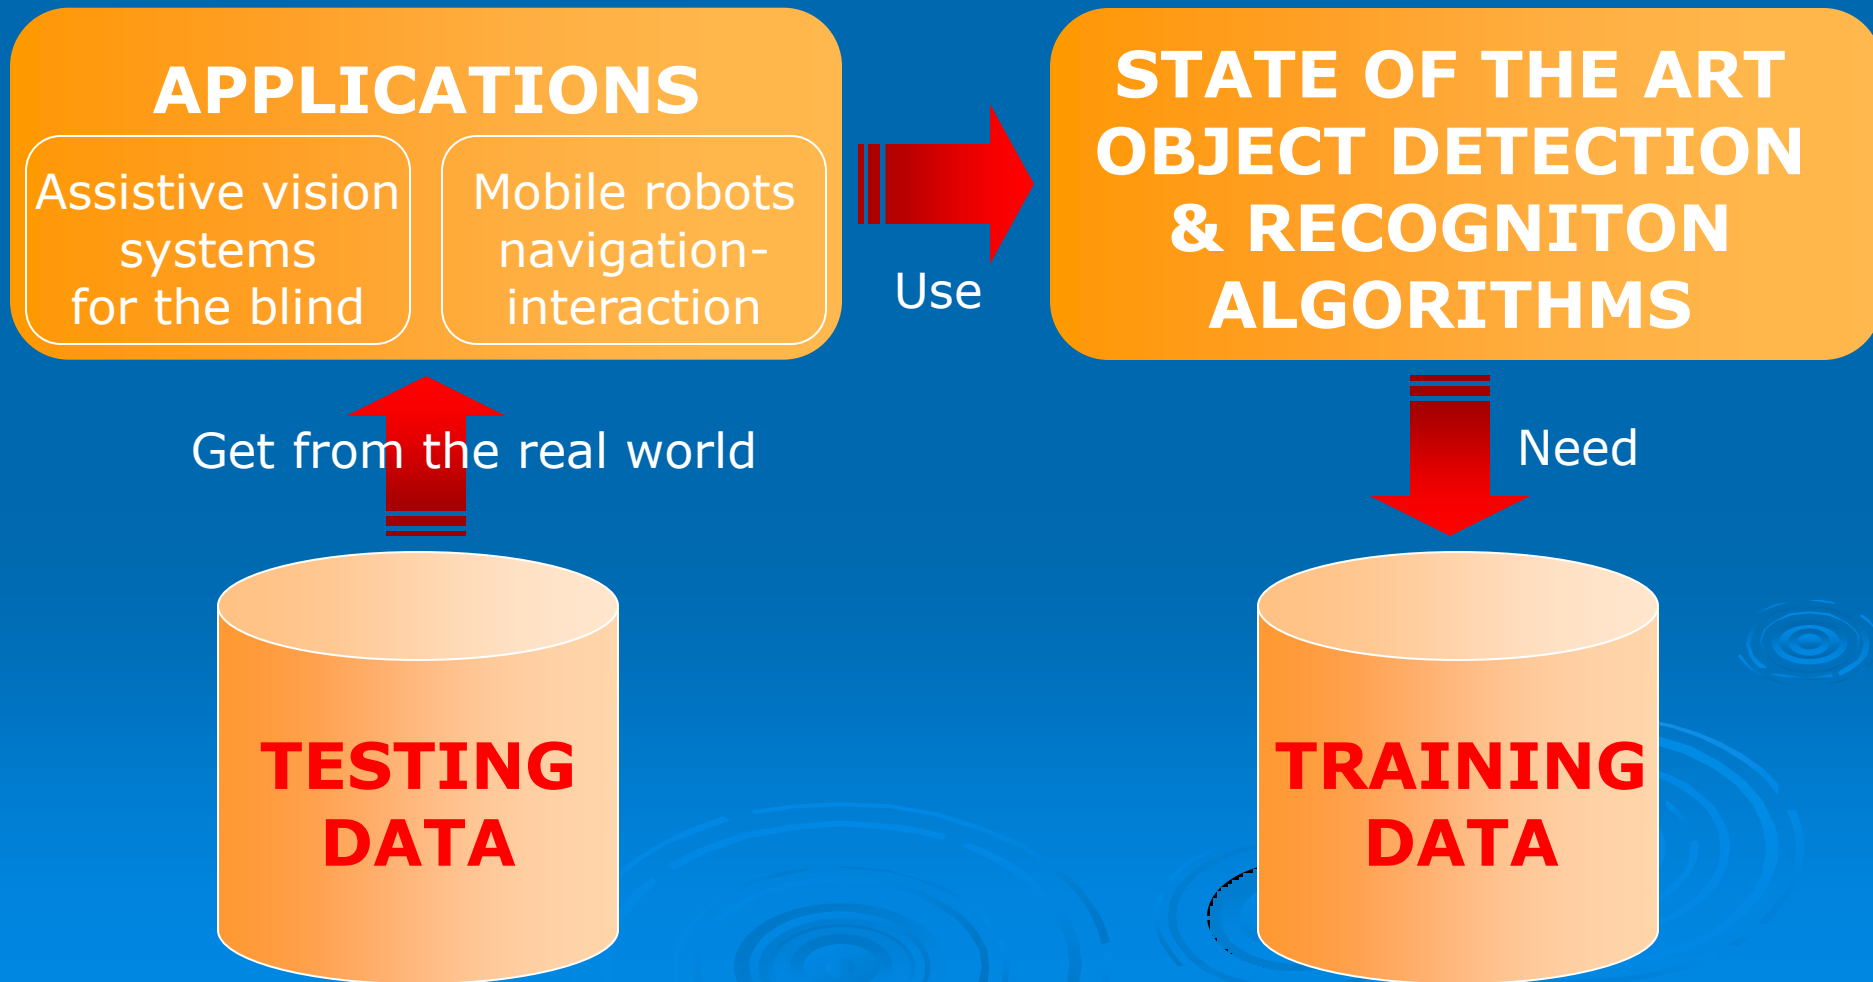 APPLICATIONS
Assistive vision
systems
for the blind
Mobile robots
navigation-
interaction
Use
STATE OF THE ART
OBJECT DETECTION
& RECOGNITON
ALGORITHMS
Get from the real world
Need
TESTING
DATA
TRAINING
DATA